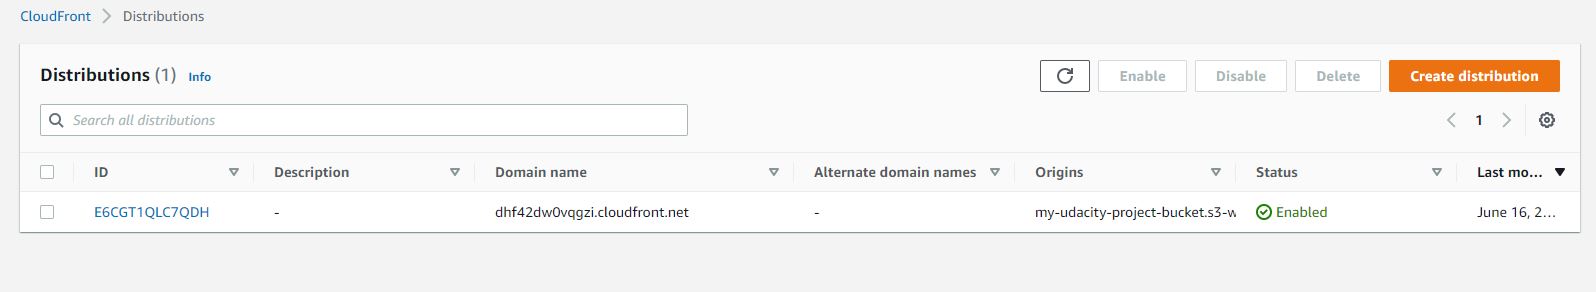 CloudFront Distributions
Distributions (1) Info
Enable Disable Delete Create distribution
Search all distributions
1
ID Description Domain name Alternate domain names Origins Status Last mo...
E6CGT1QLC7QDH - dhf42dw0vqgzi.cloudfront.net - my-udacity-project-bucket.s3-w Enabled June 16, 2...